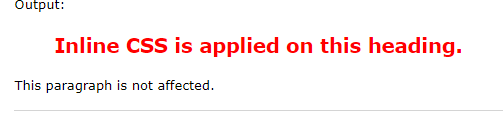 Output:
Inline CSS is applied on this heading.
This paragraph is not affected.